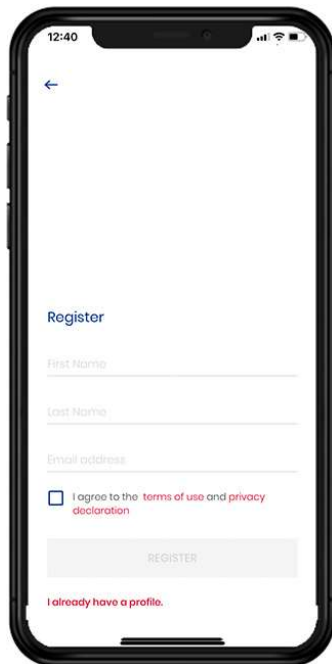 12:40
Register
First Name
Last Name
Email address
I agree to the terms of use and privacy
declaration
REGISTER
I already have a profile.